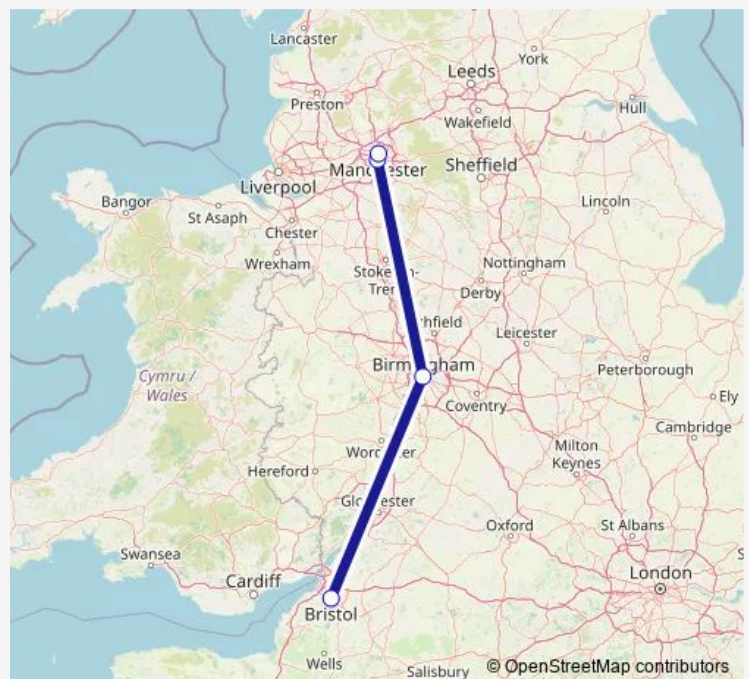 Lancaster
York
Leeds
Preston
Hull
Wakefield
Manchester
Sheffield
Liverpool
Bangor
St Asaph
Lincoln
Chester
Wrexham
Nottingham
Derby
Leicester
Birmingham
Peterborough
Cymru /
Wales
Ely
Coventry
Cambridge
Milton
Keynes
Hereford
Oxford
St Albans
Swansea
Cardiff
London
Bristol
Wells
Salisbury
© OpenStreetMap contributors